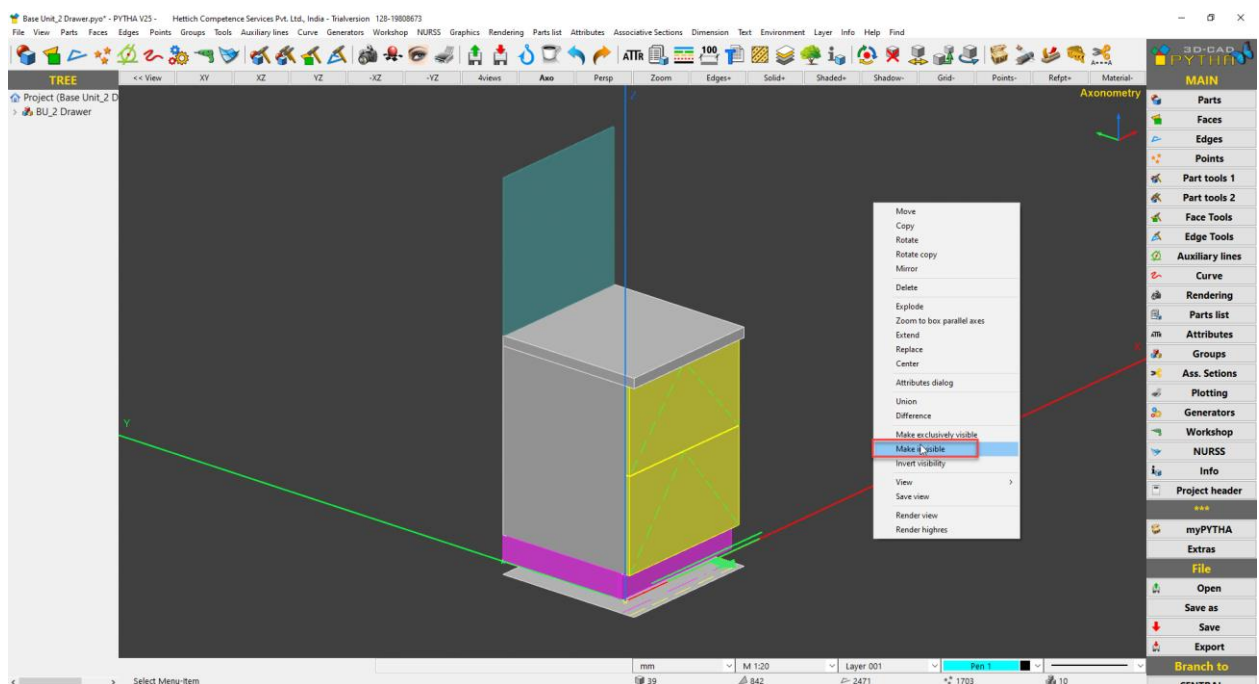 Base Unit_2 Drawer.pyo* - PYTHA V25 - Hettich Competence Services Pvt. Ltd., India - Trialversion 128-19808673
File View Parts Faces Edges Points Groups Tools Auxiliary lines Curve Generators Workshop NURSS Graphics Rendering Parts list Attributes Associative Sections Dimension Text Environment Layer Info Help Find
ATTR 100 3D-CAD PYTHA
TREE << View XY XZ YZ -XZ -YZ 4views Axo Persp Zoom Edges+ Solid+ Shaded+ Shadow- Grid- Points- Refpt+ Material- MAIN
Project (Base Unit_2 D
BU_2 Drawer
Axonometry
Z
Y
X
Move
Copy
Rotate
Rotate copy
Mirror
Delete
Explode
Zoom to box parallel axes
Extend
Replace
Center
Attributes dialog
Union
Difference
Make exclusively visible
Make
Invert visibility
View >
Save view
Render view
Render highres
Parts
Faces
Edges
Points
Part tools 1
Part tools 2
Face Tools
Edge Tools
Auxiliary lines
Curve
Rendering
Parts list
ATTR Attributes
Groups
Ass. Setions
Plotting
Generators
Workshop
NURSS
Info
Project header
***
myPYTHA
Extras
File
Open
Save as
Save
Export
Branch to
CENTRAL
mm M 1:20 Layer 001 Pen 1
Select Menu-Item 39 842 2471 1703 10